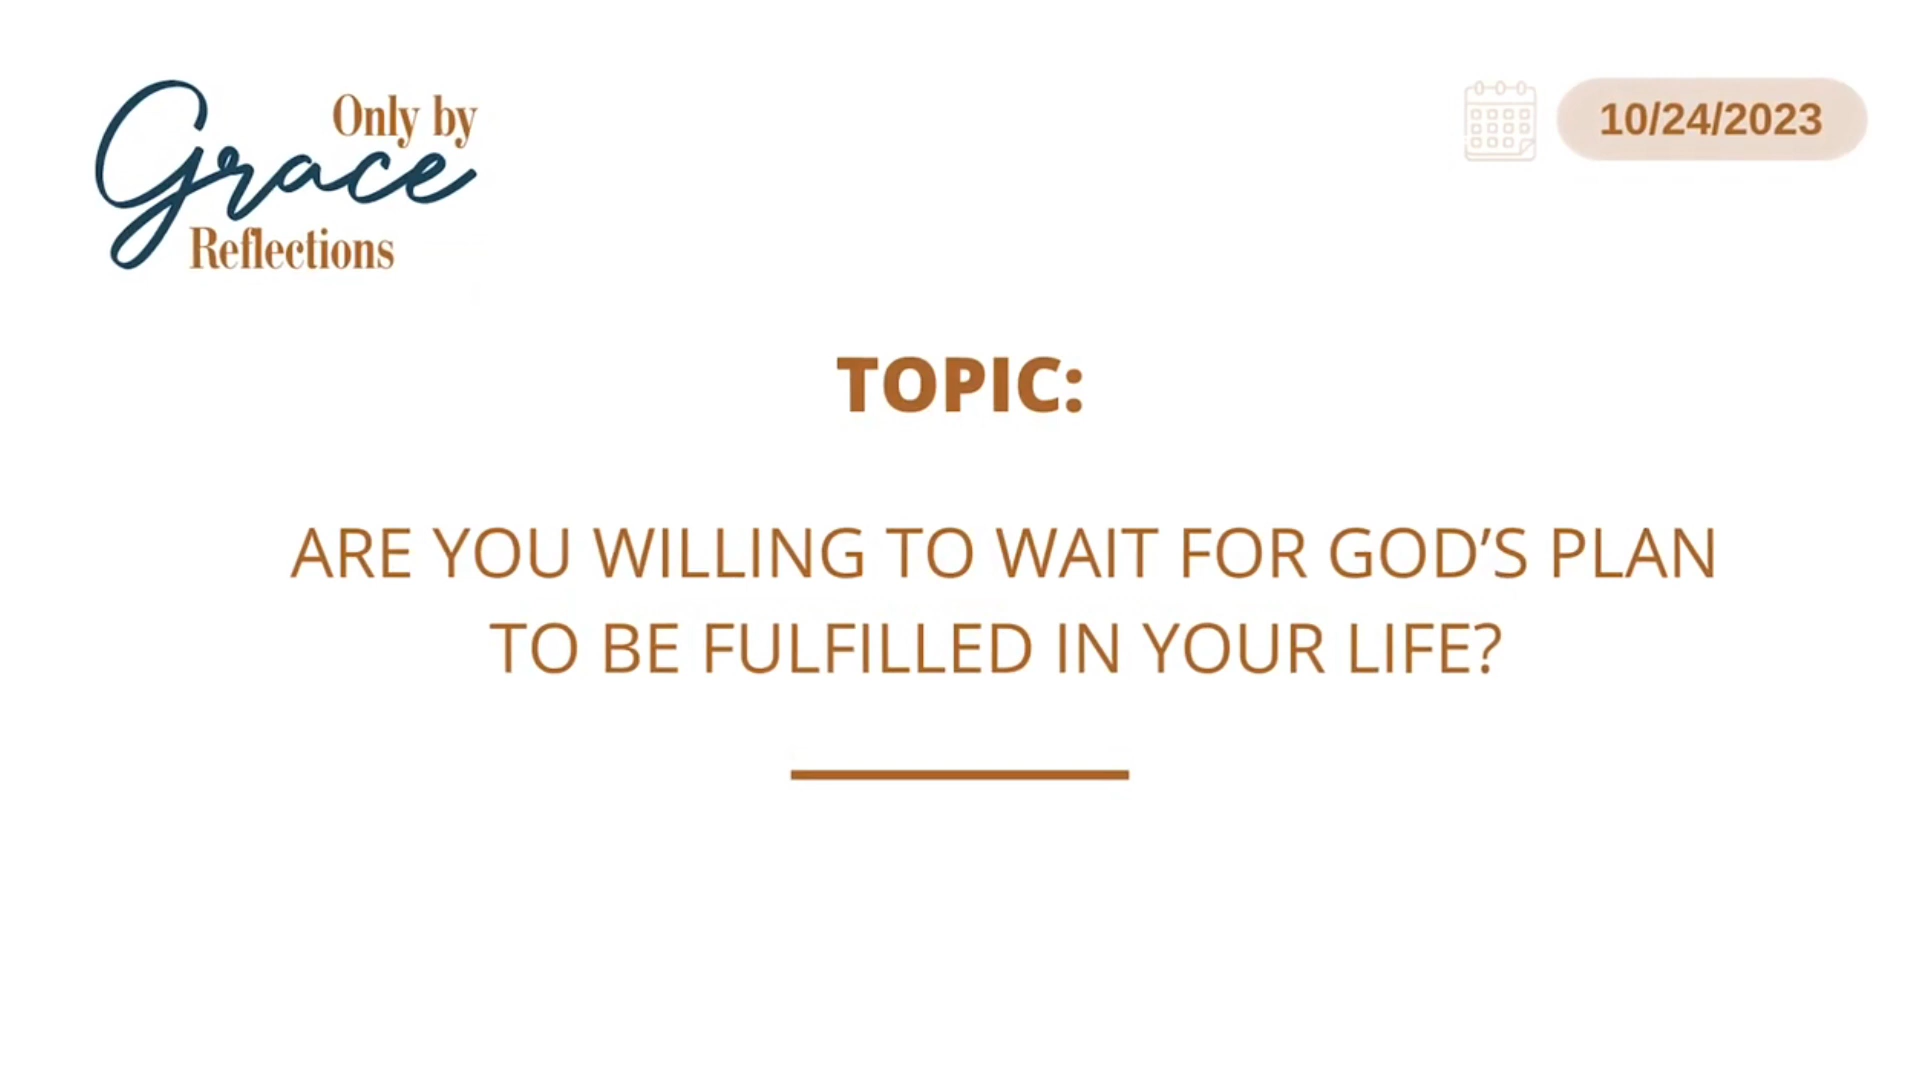 Only by
Grace
Reflections
10/24/2023
TOPIC:
ARE YOU WILLING TO WAIT FOR GOD’S PLAN
TO BE FULFILLED IN YOUR LIFE?